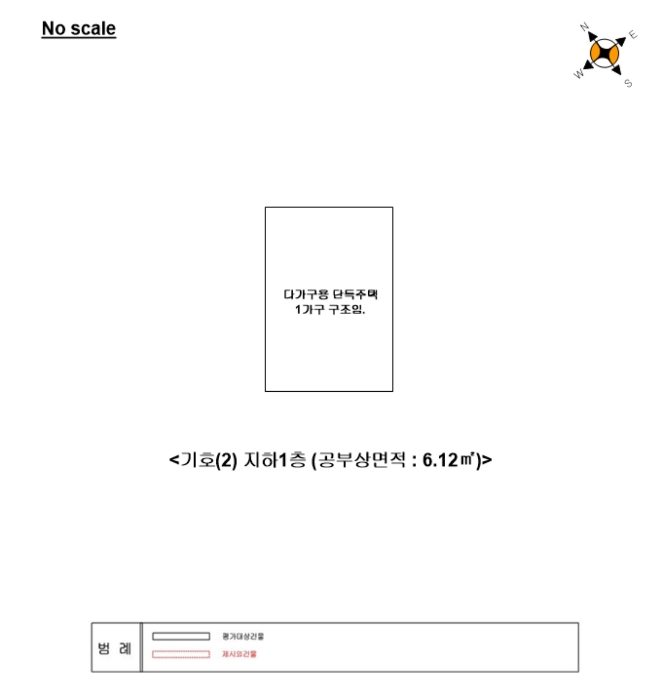 No scale
N
E
W
S
다가구용 단독주택
1가구 구조임.
<기호(2) 지하1층 (공부상면적 : 6.12㎡)>
범 례
평가대상건물
제시외건물